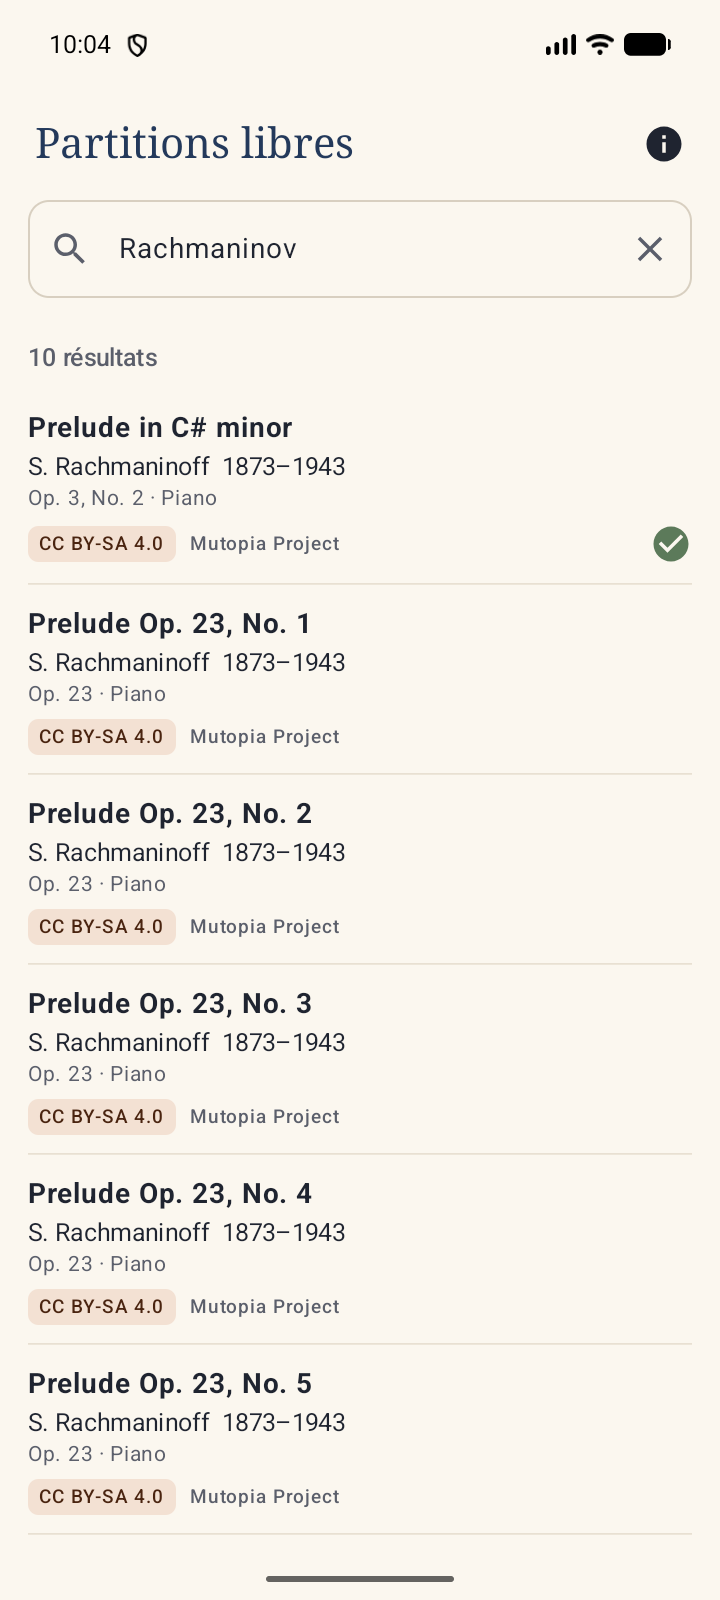 10:04
Partitions libres
Rachmaninov
10 résultats
Prelude in C# minor
S. Rachmaninoff 1873–1943
Op. 3, No. 2 · Piano
CC BY-SA 4.0 Mutopia Project
Prelude Op. 23, No. 1
S. Rachmaninoff 1873–1943
Op. 23 · Piano
CC BY-SA 4.0 Mutopia Project
Prelude Op. 23, No. 2
S. Rachmaninoff 1873–1943
Op. 23 · Piano
CC BY-SA 4.0 Mutopia Project
Prelude Op. 23, No. 3
S. Rachmaninoff 1873–1943
Op. 23 · Piano
CC BY-SA 4.0 Mutopia Project
Prelude Op. 23, No. 4
S. Rachmaninoff 1873–1943
Op. 23 · Piano
CC BY-SA 4.0 Mutopia Project
Prelude Op. 23, No. 5
S. Rachmaninoff 1873–1943
Op. 23 · Piano
CC BY-SA 4.0 Mutopia Project